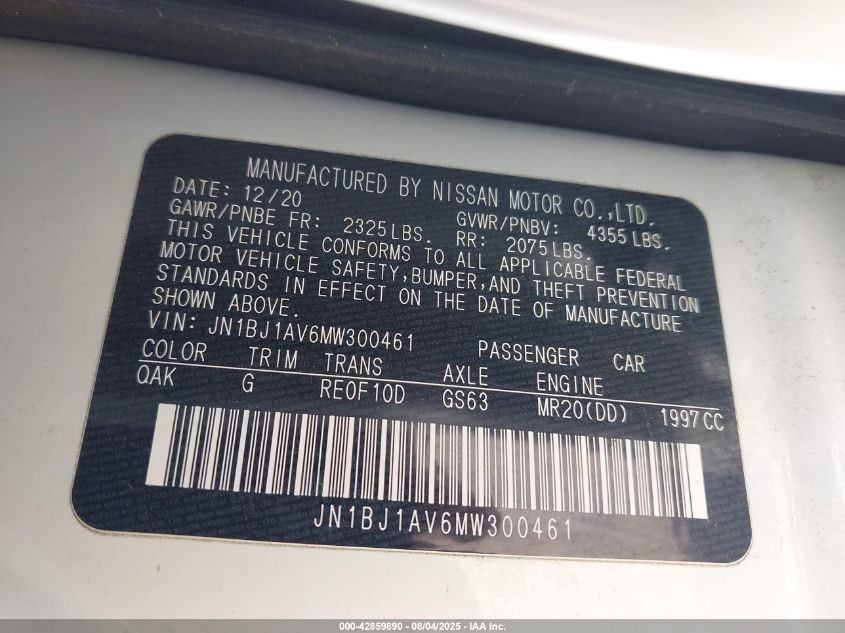 MANUFACTURED BY NISSAN MOTOR CO.,LTD.
DATE: 12/20
GAWR/PNBE FR: 2325LBS. GVWR/PNBV: 4355LBS.
RR: 2075LBS.
THIS VEHICLE CONFORMS TO ALL APPLICABLE FEDERAL
MOTOR VEHICLE SAFETY,BUMPER,AND THEFT PREVENTION
STANDARDS IN EFFECT ON THE DATE OF MANUFACTURE
SHOWN ABOVE.
VIN: JN1BJ1AV6MW300461 PASSENGER CAR
COLOR TRIM TRANS AXLE ENGINE
QAK G RE0F10D GS63 MR20(DD) 1997CC
JN1BJ1AV6MW300461
000-42859890 - 08/04/2025 - IAA Inc.